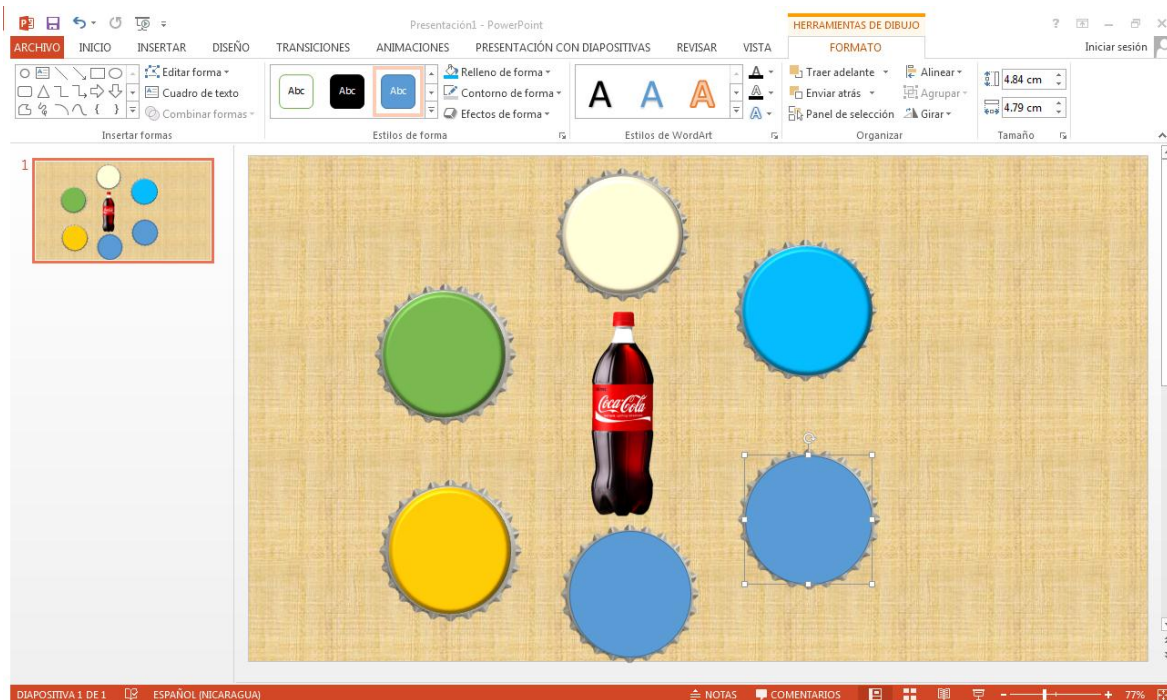 Presentación1 - PowerPoint
HERRAMIENTAS DE DIBUJO
?
ARCHIVO INICIO INSERTAR DISEÑO TRANSICIONES ANIMACIONES PRESENTACIÓN CON DIAPOSITIVAS REVISAR VISTA FORMATO Iniciar sesión
Editar forma
Cuadro de texto
Combinar formas
Insertar formas
Abc Abc Abc
Relleno de forma
Contorno de forma
Efectos de forma
Estilos de forma
A A A
A
A
A
Estilos de WordArt
Traer adelante
Enviar atrás
Panel de selección
Alinear
Agrupar
Girar
Organizar
4.84 cm
4.79 cm
Tamaño
1
Coca-Cola
DIAPOSITIVA 1 DE 1 ESPAÑOL (NICARAGUA) NOTAS COMENTARIOS 77%